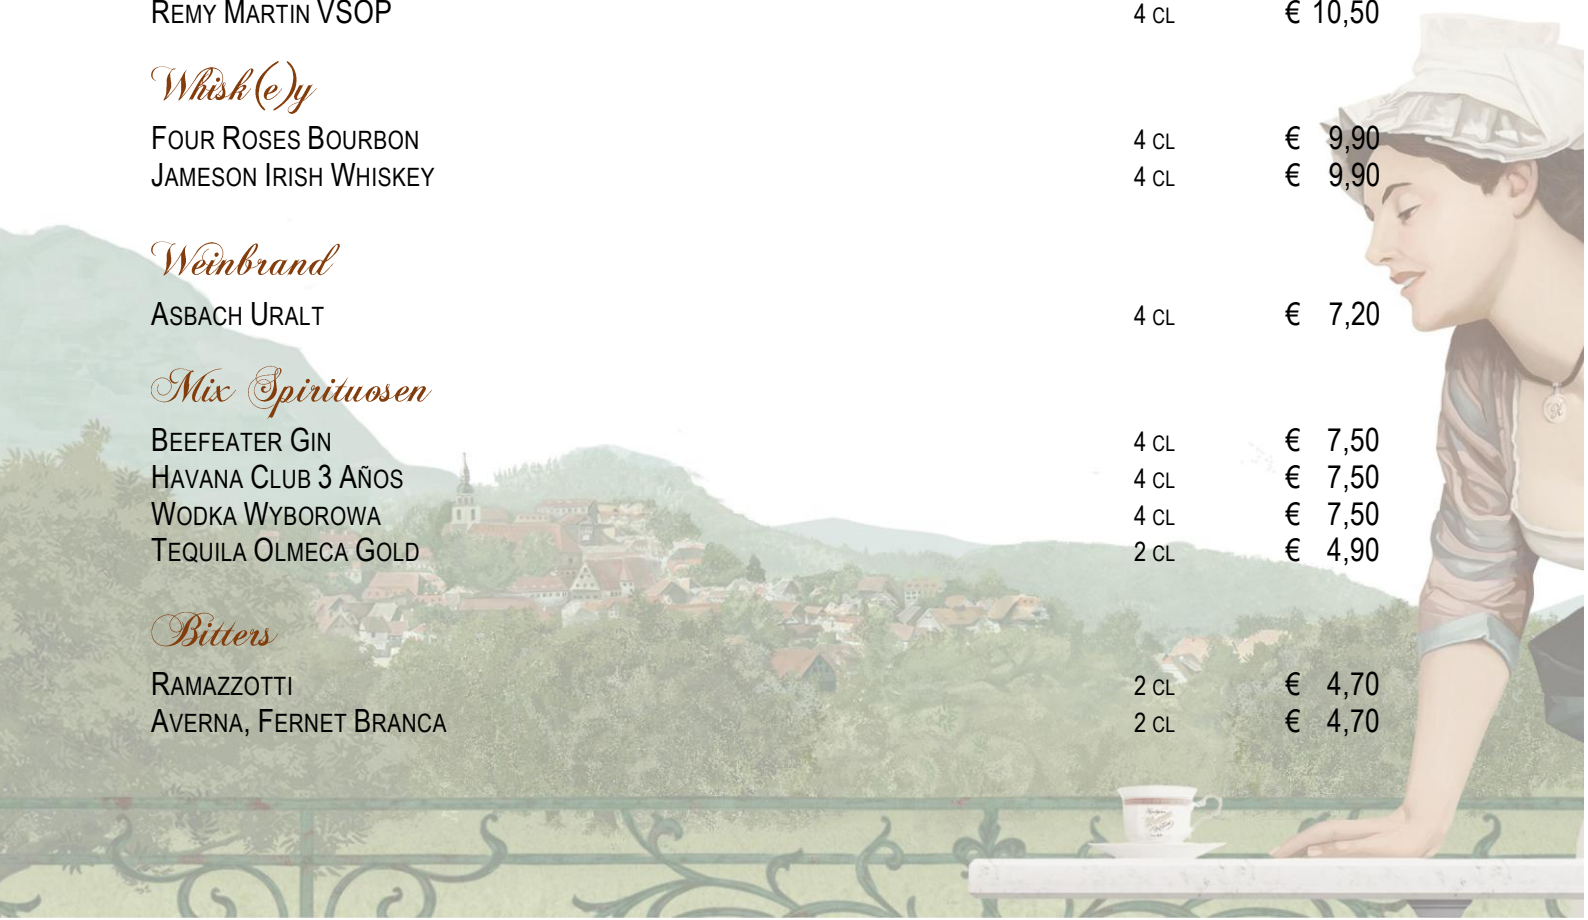 REMY MARTIN VSOP 4 CL € 10,50
Whisk(e)y
FOUR ROSES BOURBON 4 CL € 9,90
JAMESON IRISH WHISKEY 4 CL € 9,90
Weinbrand
ASBACH URALT 4 CL € 7,20
Mix Spirituosen
BEEFEATER GIN 4 CL € 7,50
HAVANA CLUB 3 AÑOS 4 CL € 7,50
WODKA WYBOROWA 4 CL € 7,50
TEQUILA OLMECA GOLD 2 CL € 4,90
Bitters
RAMAZZOTTI 2 CL € 4,70
AVERNA, FERNET BRANCA 2 CL € 4,70